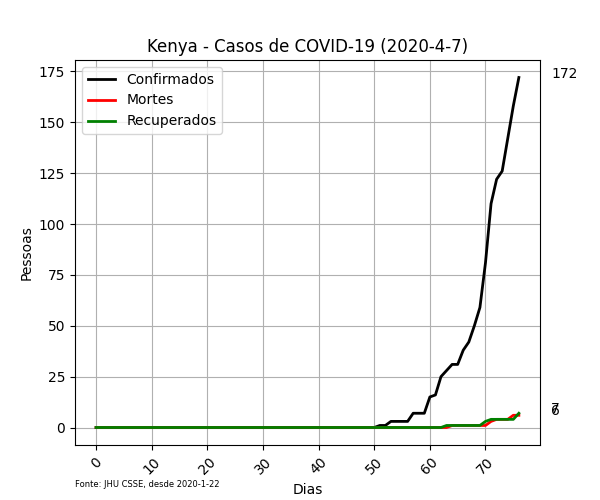 Kenya - Casos de COVID-19 (2020-4-7)
Confirmados
Mortes
Recuperados
175
150
125
100
75
50
25
0
Pessoas
172
7
6
0
10
20
30
40
50
60
70
Dias
Fonte: JHU CSSE, desde 2020-1-22